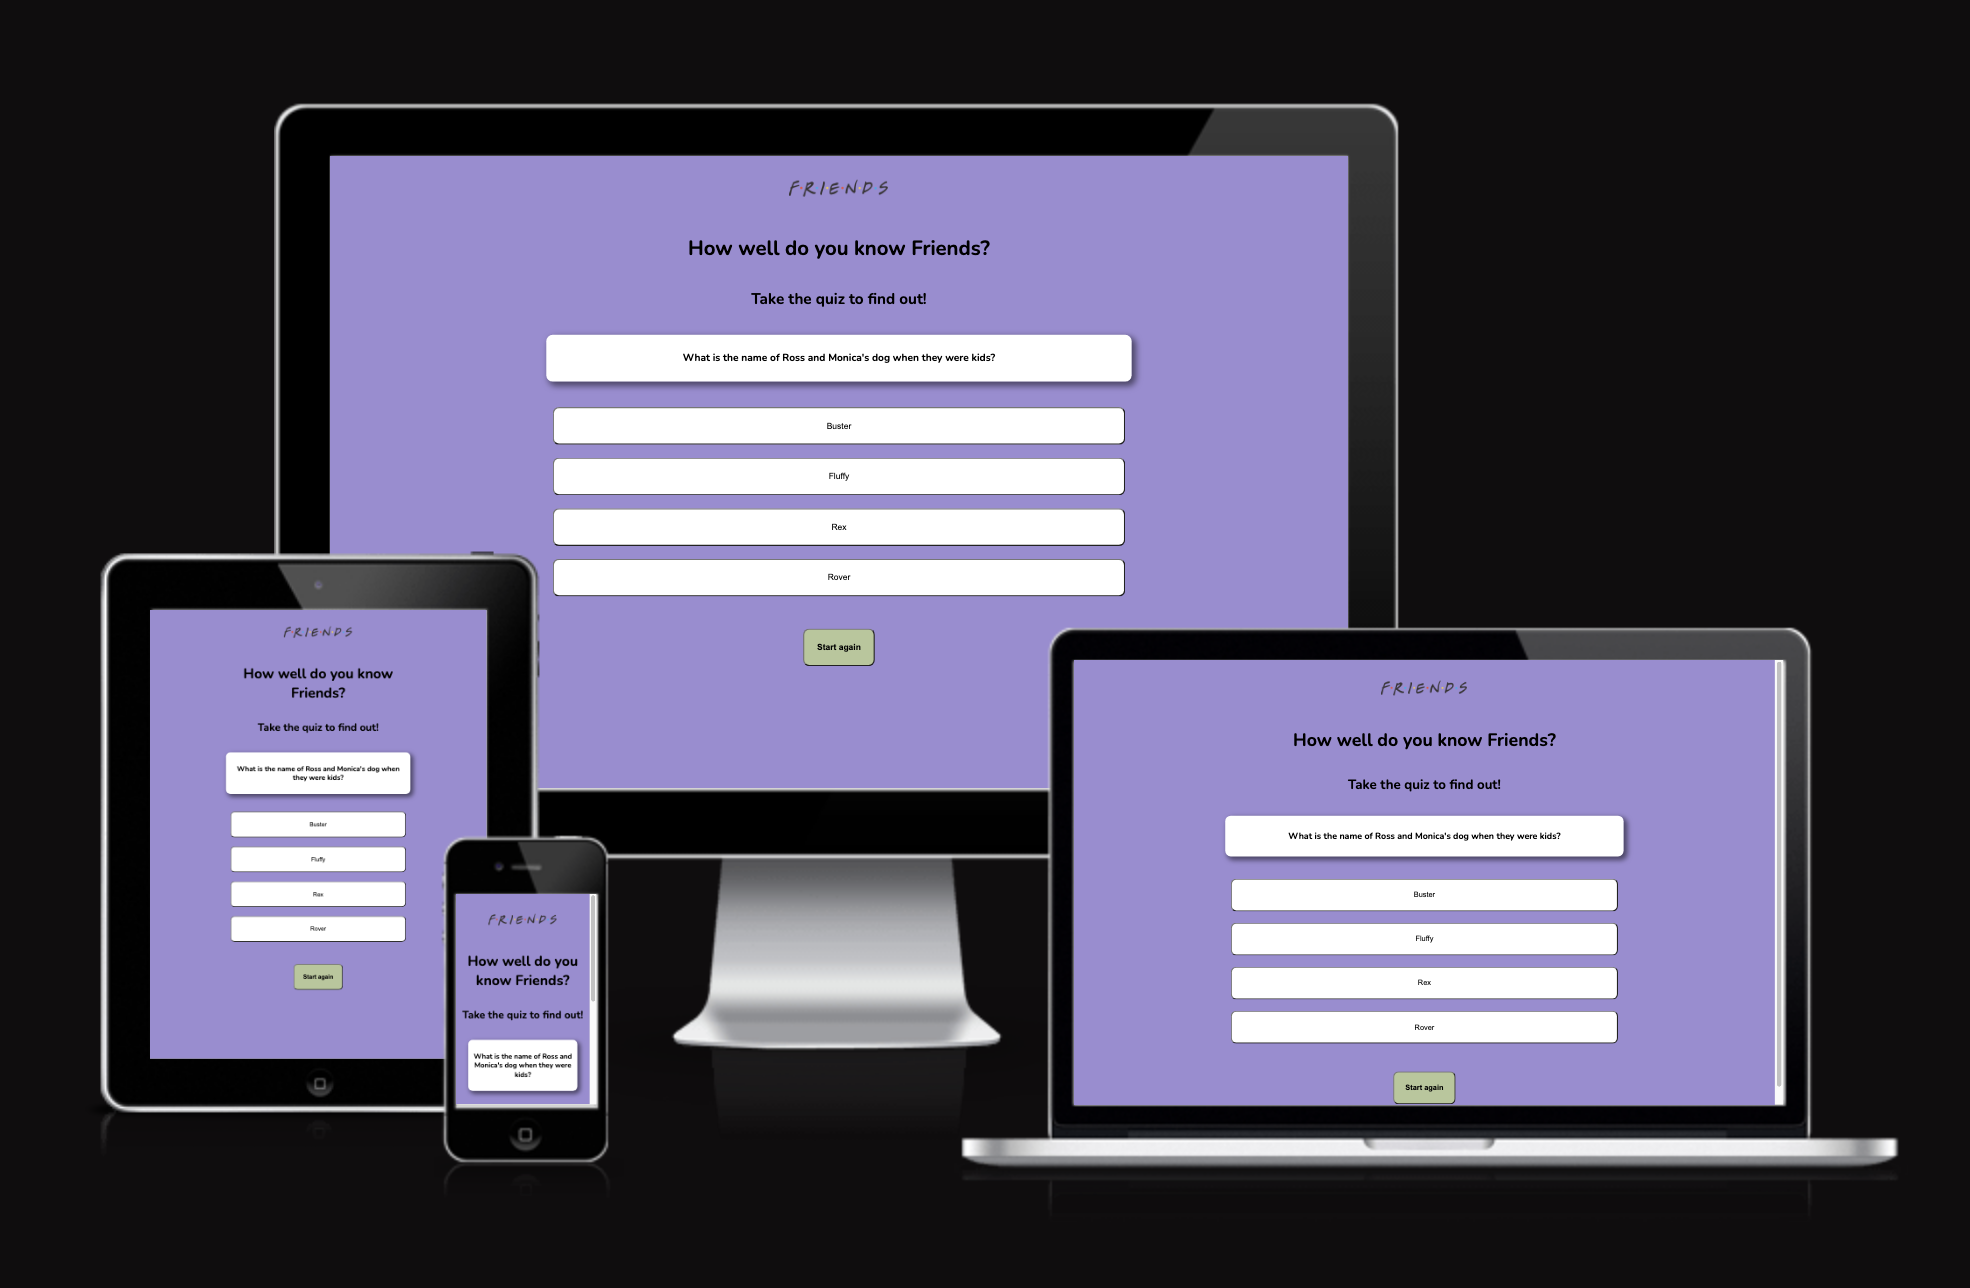 F·R·I·E·N·D·S
How well do you know Friends?
Take the quiz to find out!
What is the name of Ross and Monica's dog when they were kids?
Buster
Fluffy
Rex
Rover
Start again
F·R·I·E·N·D·S
How well do you know
Friends?
Take the quiz to find out!
What is the name of Ross and Monica's dog when
they were kids?
Buster
Fluffy
Rex
Rover
Start again
F·R·I·E·N·D·S
How well do you
know Friends?
Take the quiz to find out!
What is the name of Ross and
Monica's dog when they were
kids?
F·R·I·E·N·D·S
How well do you know Friends?
Take the quiz to find out!
What is the name of Ross and Monica's dog when they were kids?
Buster
Fluffy
Rex
Rover
Start again